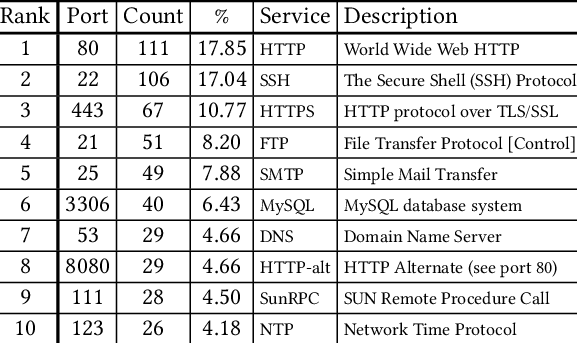 Rank Port Count % Service Description
1 80 111 17.85 HTTP World Wide Web HTTP
2 22 106 17.04 SSH The Secure Shell (SSH) Protocol
3 443 67 10.77 HTTPS HTTP protocol over TLS/SSL
4 21 51 8.20 FTP File Transfer Protocol [Control]
5 25 49 7.88 SMTP Simple Mail Transfer
6 3306 40 6.43 MySQL MySQL database system
7 53 29 4.66 DNS Domain Name Server
8 8080 29 4.66 HTTP-alt HTTP Alternate (see port 80)
9 111 28 4.50 SunRPC SUN Remote Procedure Call
10 123 26 4.18 NTP Network Time Protocol